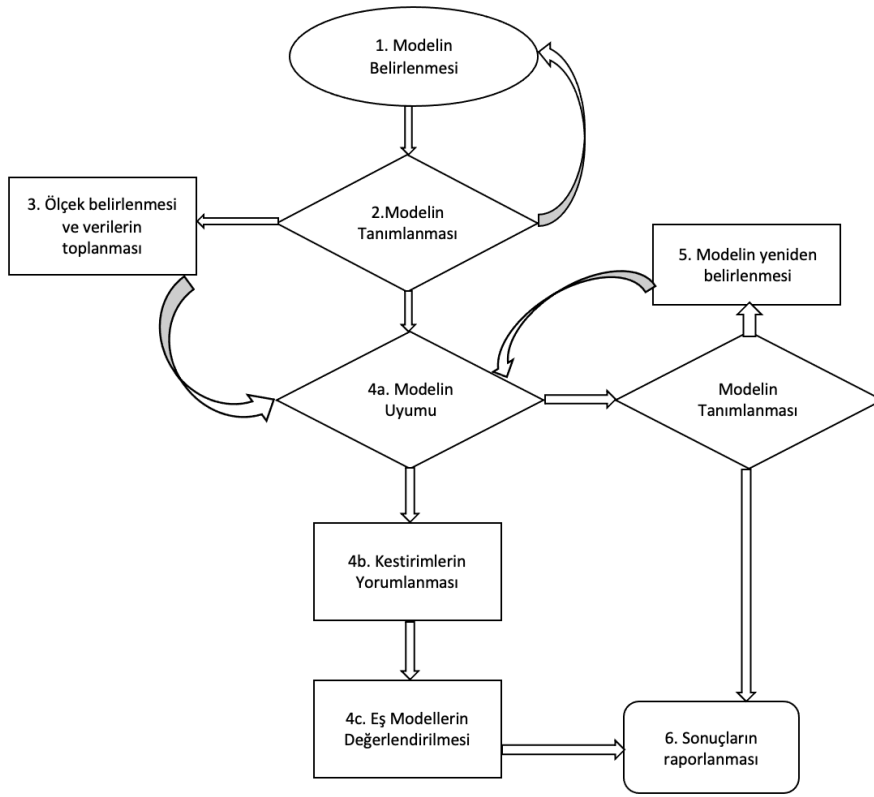 1. Modelin
Belirlenmesi
2.Modelin
Tanımlanması
3. Ölçek belirlenmesi
ve verilerin
toplanması
4a. Modelin
Uyumu
5. Modelin yeniden
belirlenmesi
Modelin
Tanımlanması
4b. Kestirimlerin
Yorumlanması
4c. Eş Modellerin
Değerlendirilmesi
6. Sonuçların
raporlanması